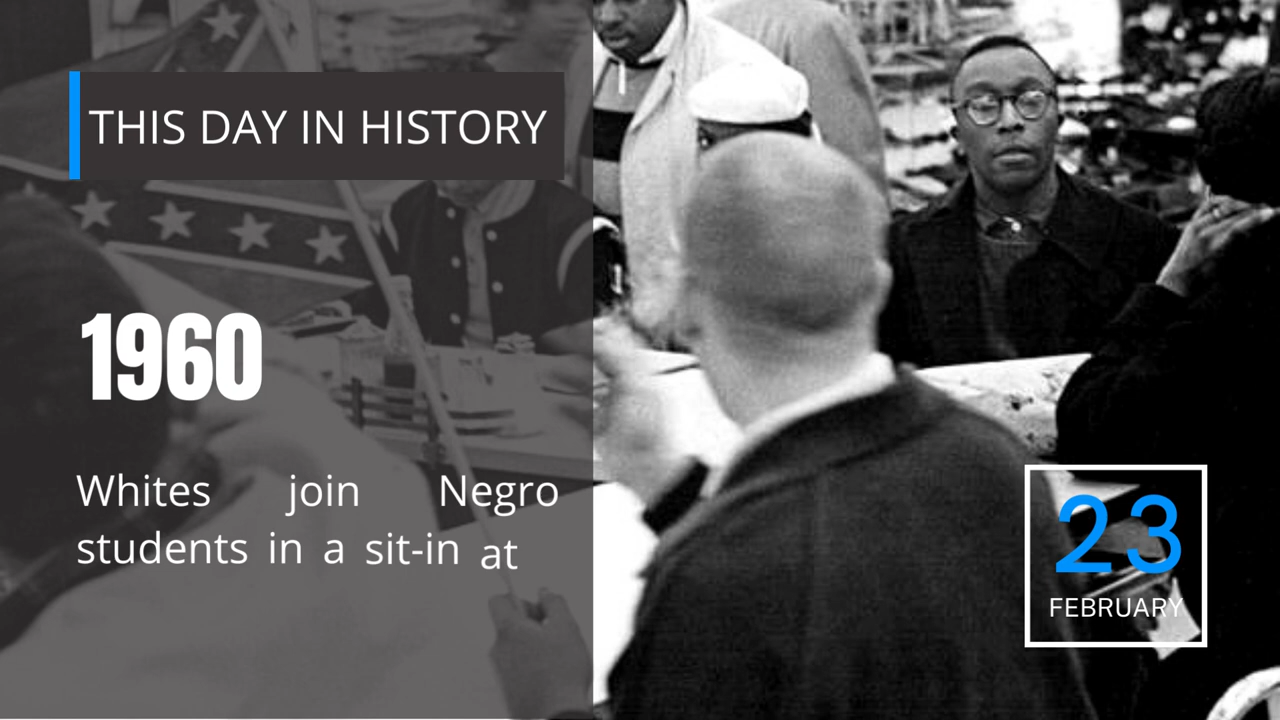 THIS DAY IN HISTORY
1960
Whites join Negro
students in a sit-in at
23
FEBRUARY